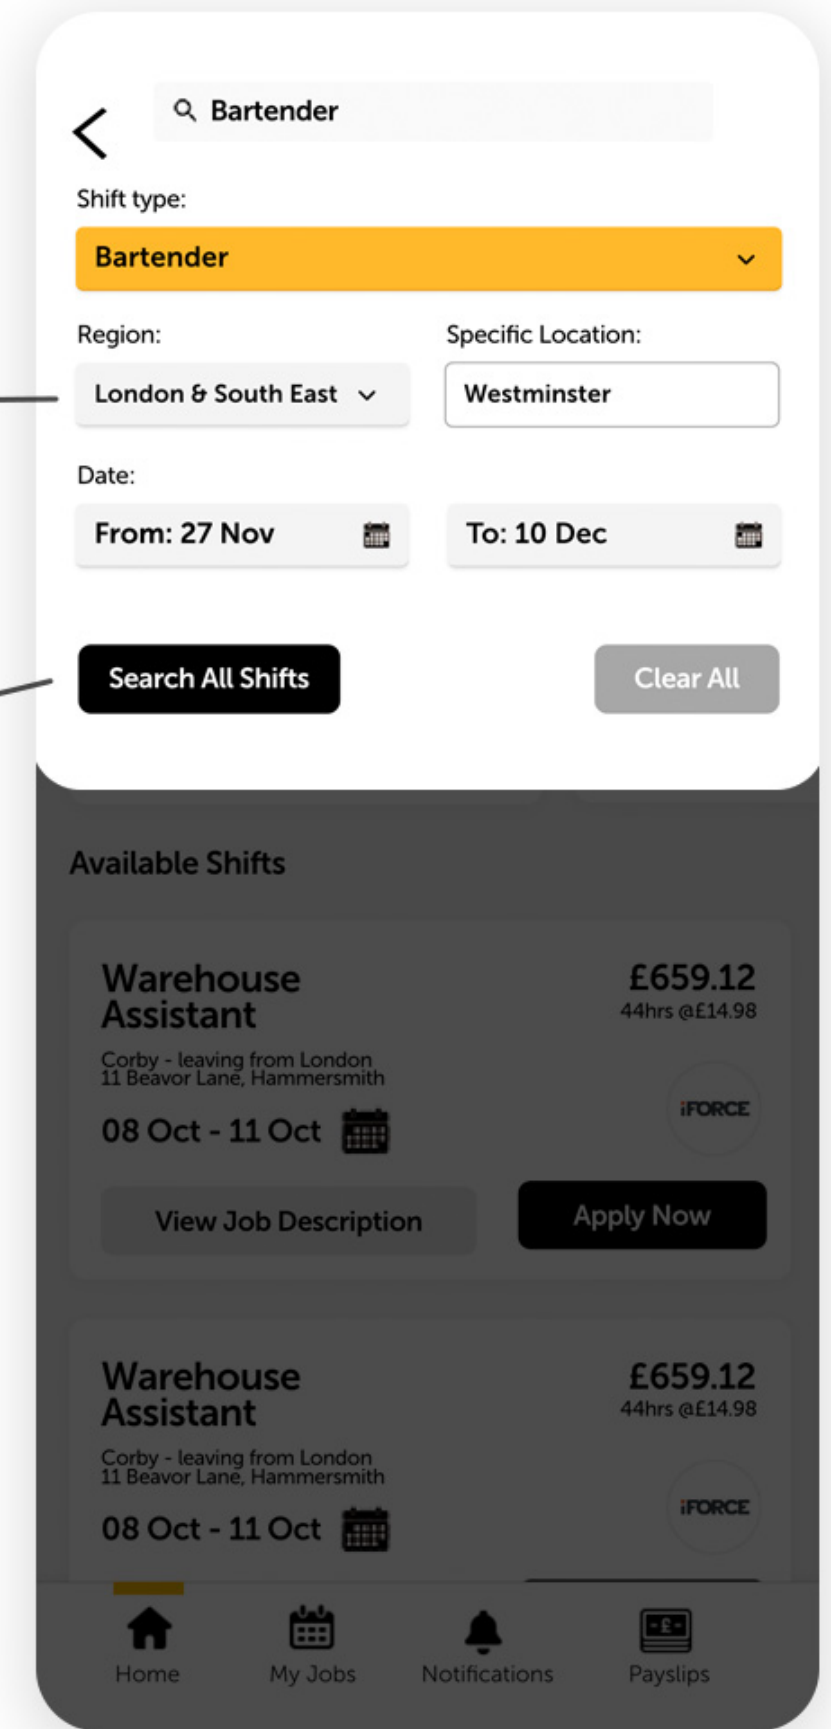 Bartender
Shift type:
Bartender
Region:
Specific Location:
London & South East
Westminster
Date:
From: 27 Nov
To: 10 Dec
Search All Shifts
Clear All
Available Shifts
Warehouse
Assistant
£659.12
44hrs @£14.98
Corby - leaving from London
11 Beavor Lane, Hammersmith
iFORCE
08 Oct - 11 Oct
View Job Description
Apply Now
Warehouse
Assistant
£659.12
44hrs @£14.98
Corby - leaving from London
11 Beavor Lane, Hammersmith
iFORCE
08 Oct - 11 Oct
Home
My Jobs
Notifications
Payslips